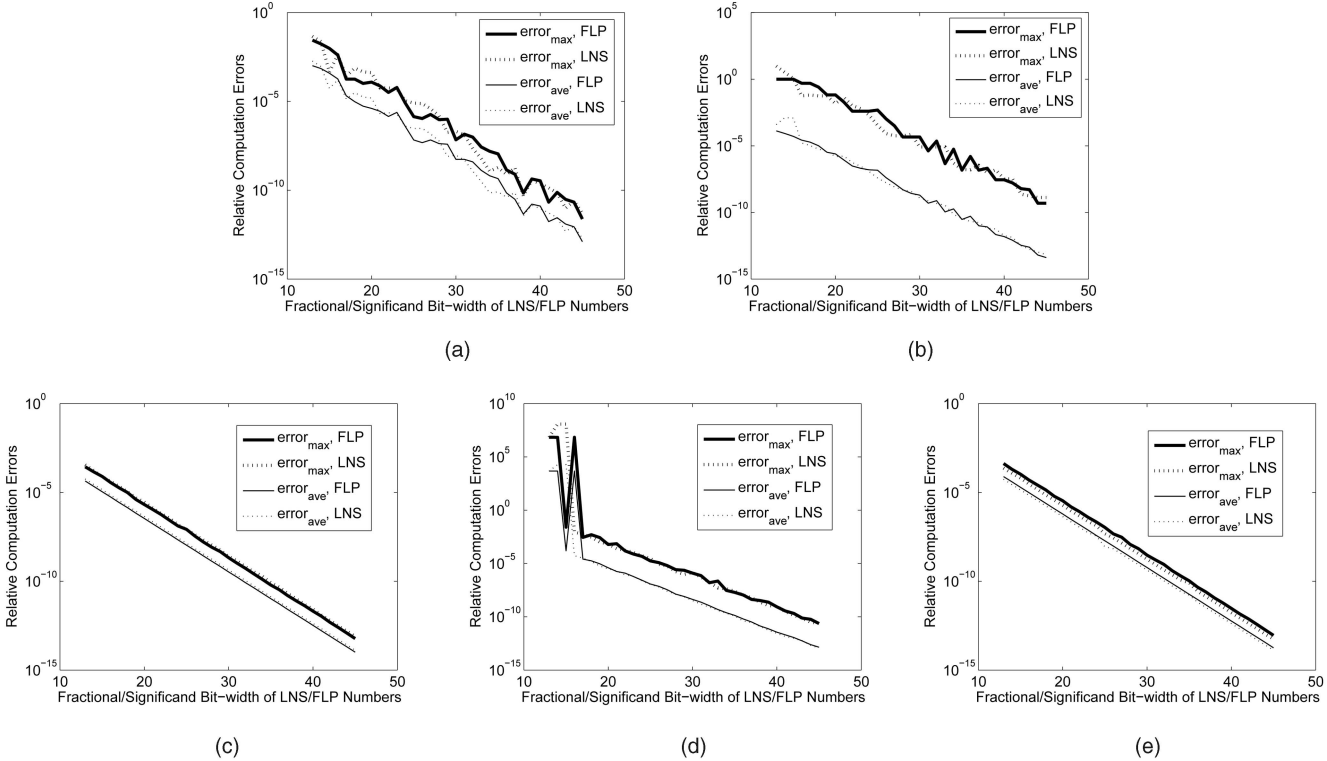 10^0
10^-5
10^-10
10^-15
Relative Computation Errors
error_max, FLP
error_max, LNS
error_ave, FLP
error_ave, LNS
10 20 30 40 50
Fractional/Significand Bit−width of LNS/FLP Numbers
(a)
10^5
10^0
10^-5
10^-10
10^-15
Relative Computation Errors
error_max, FLP
error_max, LNS
error_ave, FLP
error_ave, LNS
10 20 30 40 50
Fractional/Significand Bit−width of LNS/FLP Numbers
(b)
10^0
10^-5
10^-10
10^-15
Relative Computation Errors
error_max, FLP
error_max, LNS
error_ave, FLP
error_ave, LNS
10 20 30 40 50
Fractional/Significand Bit−width of LNS/FLP Numbers
(c)
10^10
10^5
10^0
10^-5
10^-10
10^-15
Relative Computation Errors
error_max, FLP
error_max, LNS
error_ave, FLP
error_ave, LNS
10 20 30 40 50
Fractional/Significand Bit−width of LNS/FLP Numbers
(d)
10^0
10^-5
10^-10
10^-15
Relative Computation Errors
error_max, FLP
error_max, LNS
error_ave, FLP
error_ave, LNS
10 20 30 40 50
Fractional/Significand Bit−width of LNS/FLP Numbers
(e)